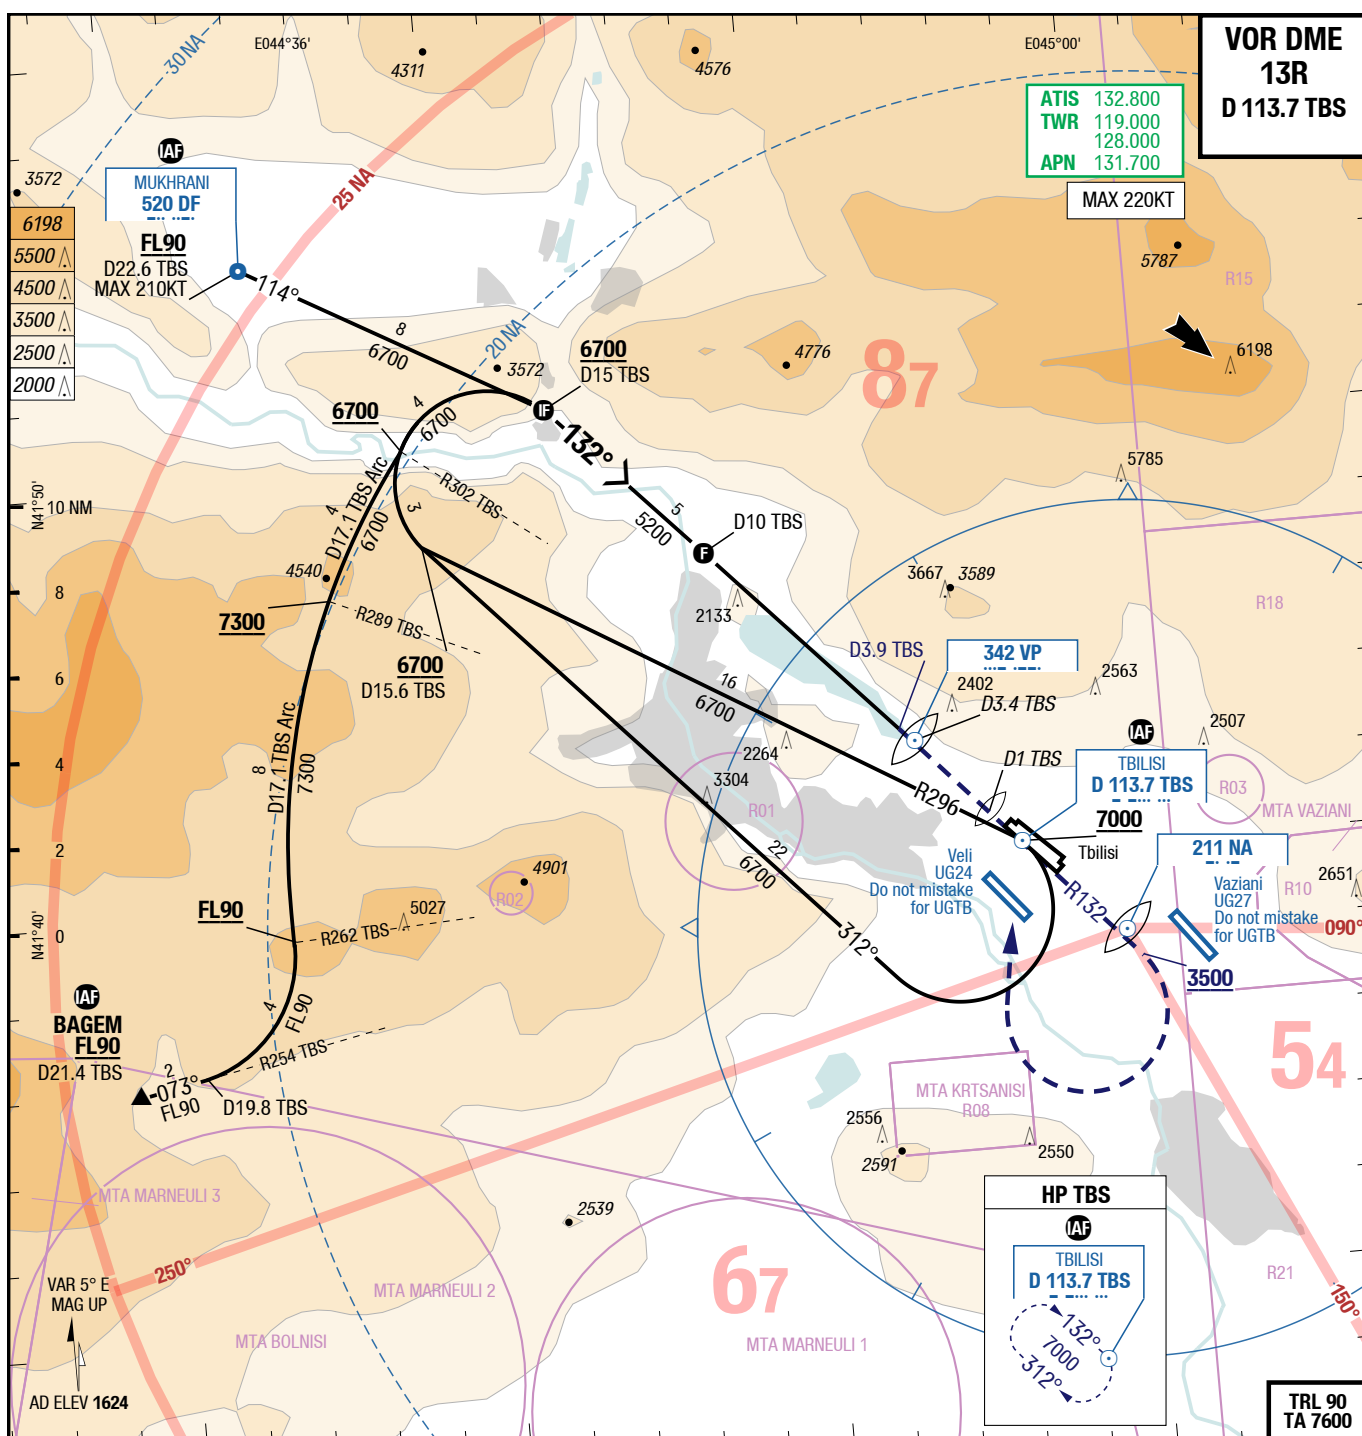 E044°36'
E045°00'
VOR DME
13R
D 113.7 TBS
30 NA
4311
4576
ATIS 132.800
TWR 119.000
128.000
APN 131.700
MAX 220KT
IAF
MUKHRANI
520 DF
FL90
D22.6 TBS
MAX 210KT
3572
25 NA
6198
5500
4500
3500
2500
2000
114°
8
6700
20 NA
3572
6700
D15 TBS
IF
4776
87
5787
R15
6198
6700
4
6700
-132°
5785
N41°50'
10 NM
D17.1 TBS Arc
4
6700
R302 TBS
3
5
5200
D10 TBS
F
4540
7300
R289 TBS
8
3667
3589
2133
R18
6700
D15.6 TBS
D3.9 TBS
342 VP
2402
D3.4 TBS
2563
2507
6
16
6700
2264
8
D17.1 TBS Arc
7300
4
3304
R01
R296
D1 TBS
IAF
TBILISI
D 113.7 TBS
7000
Tbilisi
R03
MTA VAZIANI
2
22
6700
Veli
UG24
Do not mistake
for UGTB
211 NA
Vaziani
UG27
Do not mistake
for UGTB
R10
2651
4901
R02
5027
FL90
R262 TBS
N41°40'
0
312°
R132
090°
3500
IAF
BAGEM
FL90
D21.4 TBS
4
FL90
R254 TBS
2
-073°
FL90
D19.8 TBS
54
MTA KRTSANISI
R08
2556
2591
2550
MTA MARNEULI 3
2539
HP TBS
IAF
TBILISI
D 113.7 TBS
132°
7000
312°
R21
150°
250°
67
MTA MARNEULI 2
MTA BOLNISI
MTA MARNEULI 1
VAR 5° E
MAG UP
AD ELEV 1624
TRL 90
TA 7600